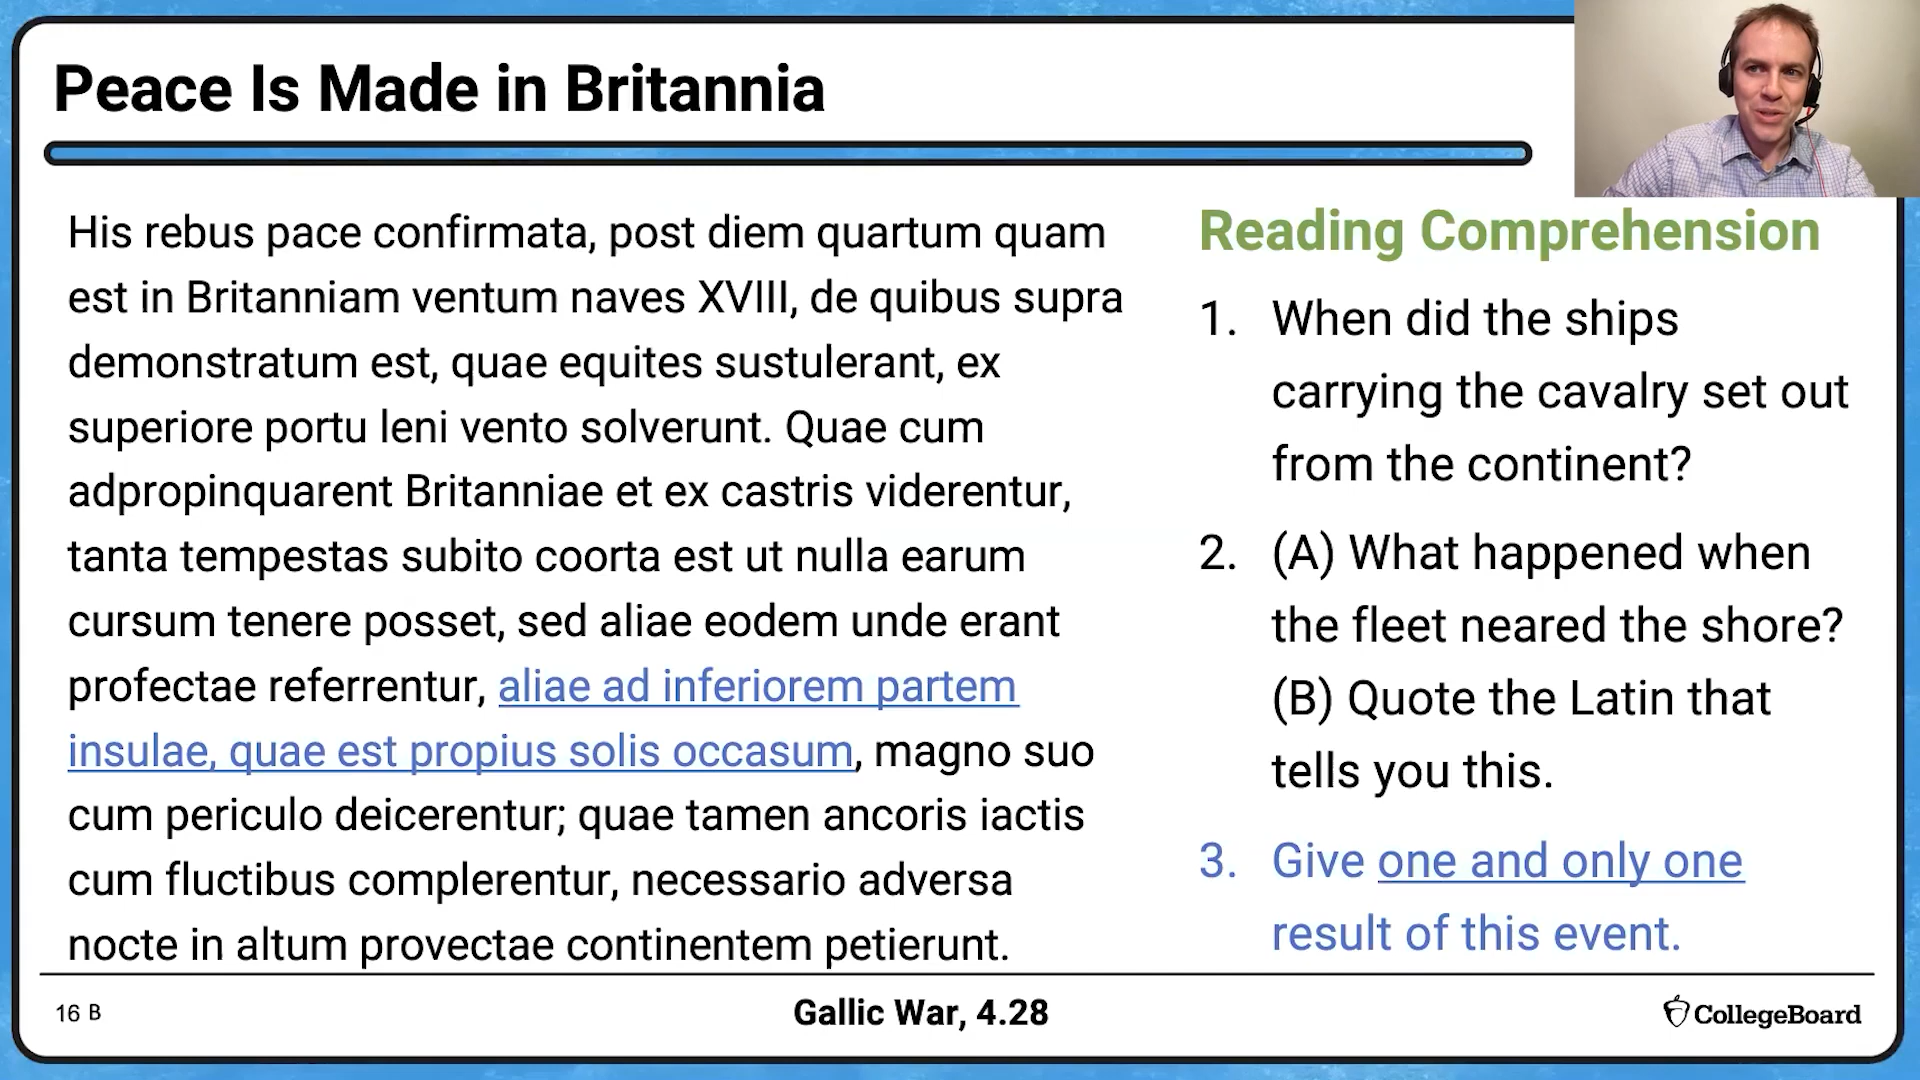 Peace Is Made in Britannia
His rebus pace confirmata, post diem quartum quam
est in Britanniam ventum naves XVIII, de quibus supra
demonstratum est, quae equites sustulerant, ex
superiore portu leni vento solverunt. Quae cum
adpropinquarent Britanniae et ex castris viderentur,
tanta tempestas subito coorta est ut nulla earum
cursum tenere posset, sed aliae eodem unde erant
profectae referrentur, aliae ad inferiorem partem
insulae, quae est propius solis occasum, magno suo
cum periculo deicerentur; quae tamen ancoris iactis
cum fluctibus complerentur, necessario adversa
nocte in altum provectae continentem petierunt.
Reading Comprehension
1. When did the ships
carrying the cavalry set out
from the continent?
2. (A) What happened when
the fleet neared the shore?
(B) Quote the Latin that
tells you this.
3. Give one and only one
result of this event.
16 B
Gallic War, 4.28
CollegeBoard